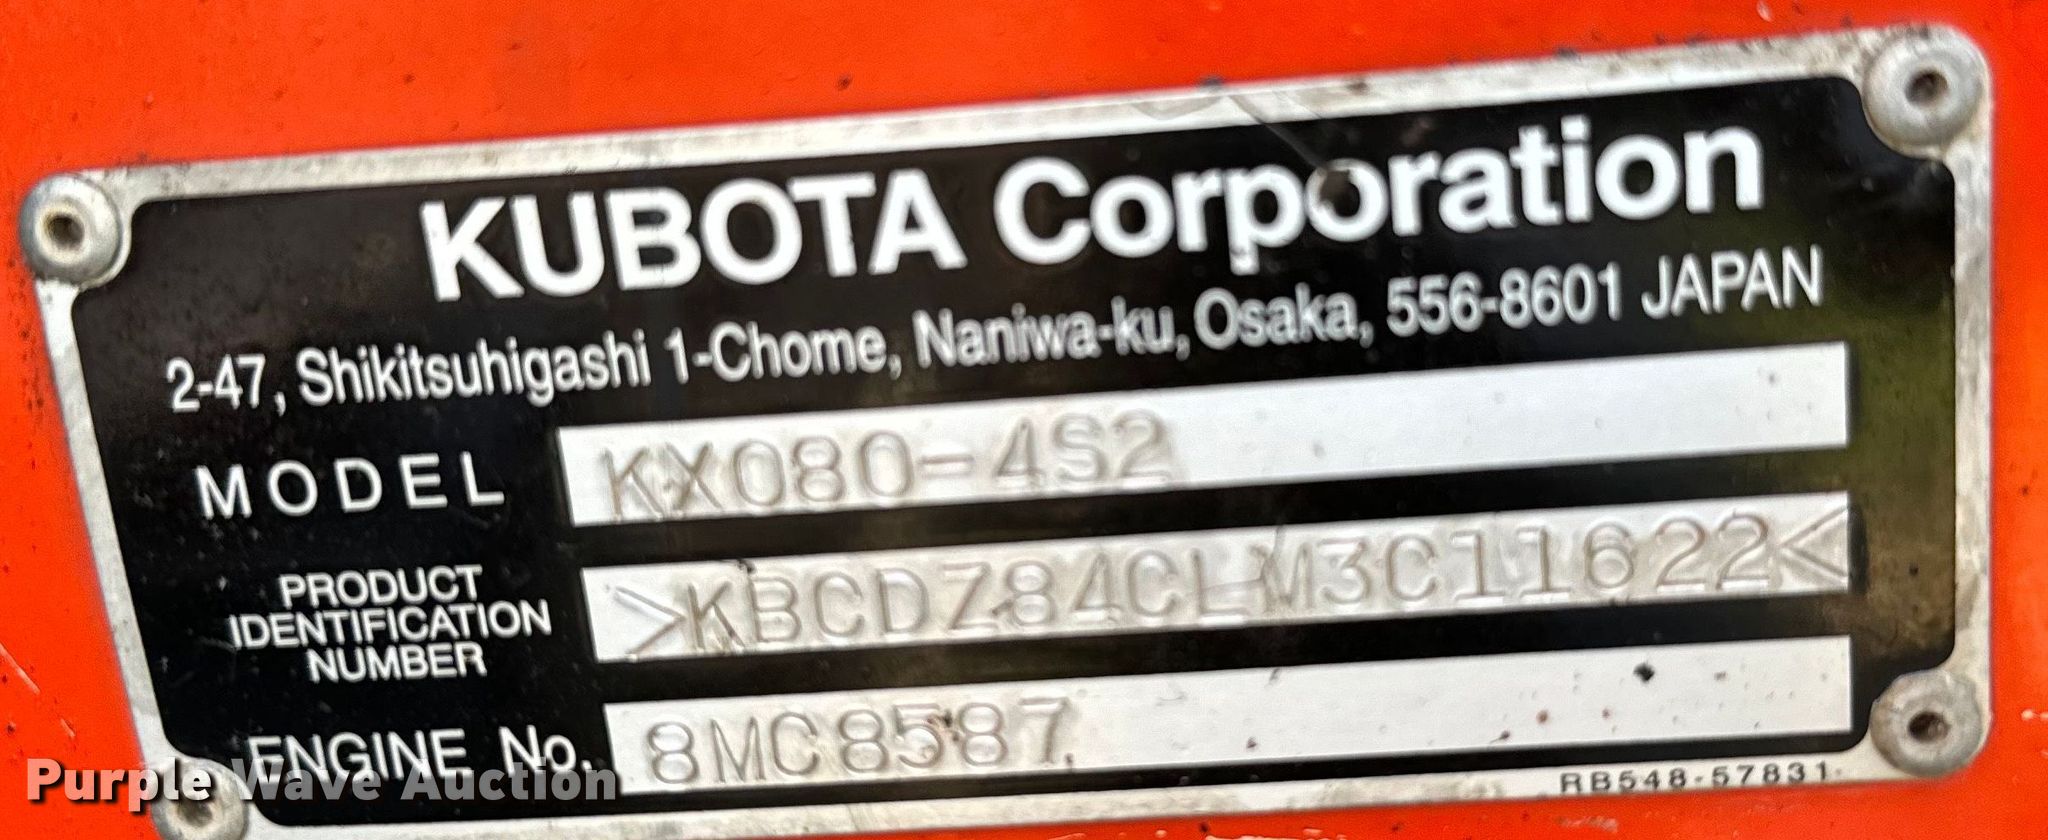 KUBOTA Corporation
2-47, Shikitsuhigashi 1-Chome, Naniwa-ku, Osaka, 556-8601 JAPAN
MODEL KX080-4S2
PRODUCT
IDENTIFICATION
NUMBER
>KBCDZ84CLM3C11622<
ENGINE No. 8MC8587
RB548-57831
Purple Wave Auction